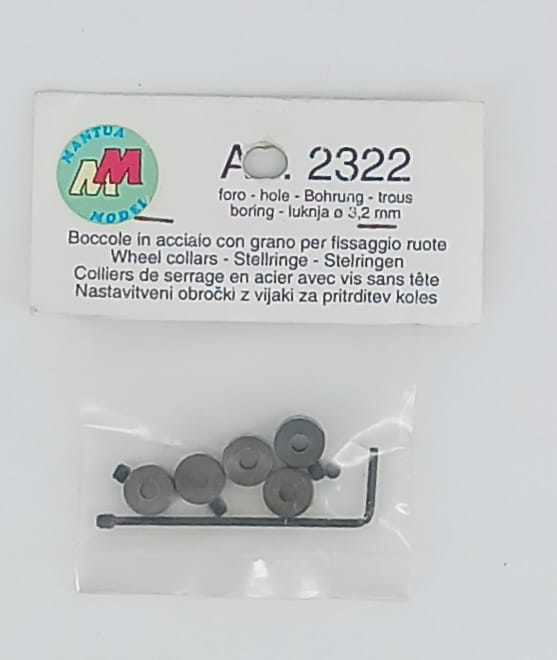 MANTUA
MM
MODEL
2322
foro - hole - Bohrung - trous
boring - luknja ø 3,2 mm
Boccole in acciaio con grano per fissaggio ruote
Wheel collars - Stellringe - Stelringen
Colliers de serrage en acier avec vis sans tête
Nastavitveni obročki z vijaki za pritrditev koles